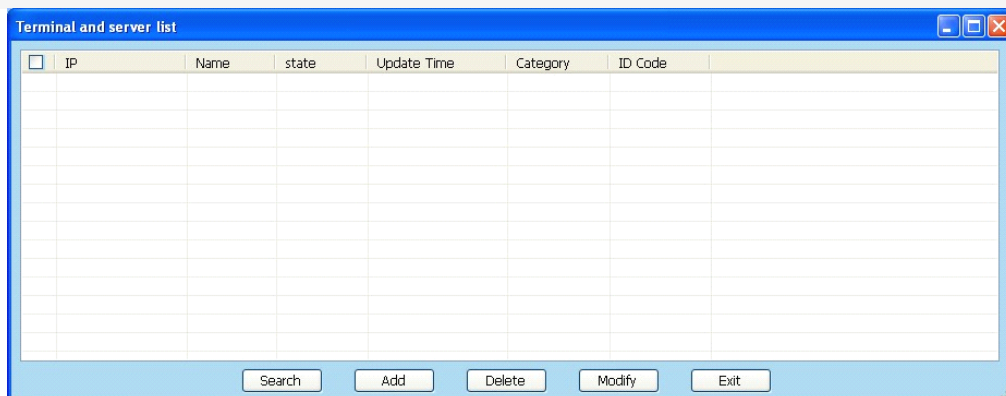 Terminal and server list
IP Name state Update Time Category ID Code
Search Add Delete Modify Exit